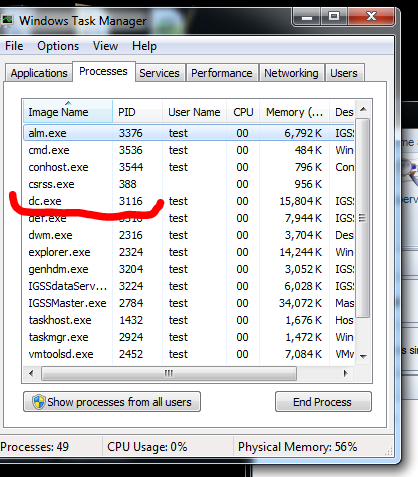 Windows Task Manager
File Options View Help
Applications Processes Services Performance Networking Users
Image Name PID User Name CPU Memory (... Des
alm.exe 3376 test 00 6,792 K IGSS
cmd.exe 3536 test 00 484 K Win
conhost.exe 3544 test 00 796 K Con
csrss.exe 388 00 956 K
dc.exe 3116 test 00 15,804 K IGSS
def.exe test 00 7,944 K IGSS
dwm.exe 2316 test 00 3,704 K Des
explorer.exe 2324 test 00 14,244 K Win
genhdm.exe 3204 test 00 3,052 K IGSS
IGSSdataServ... 3224 test 00 6,028 K IGSS
IGSSMaster.exe 2784 test 00 34,072 K Mas
taskhost.exe 1432 test 00 1,676 K Hos
taskmgr.exe 2924 test 00 1,472 K Win
vmtoolsd.exe 2452 test 00 7,084 K VMw
Show processes from all users End Process
Processes: 49 CPU Usage: 0% Physical Memory: 56%